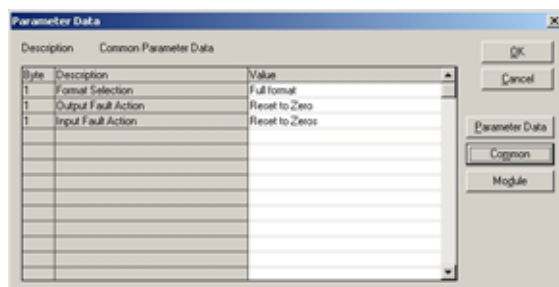 Parameter Data
Description Common Parameter Data
OK
Cancel
Byte Description Value
1 Format Selection Full format
1 Output Fault Action Reset to Zero
1 Input Fault Action Reset to Zeros
Parameter Data
Common
Module